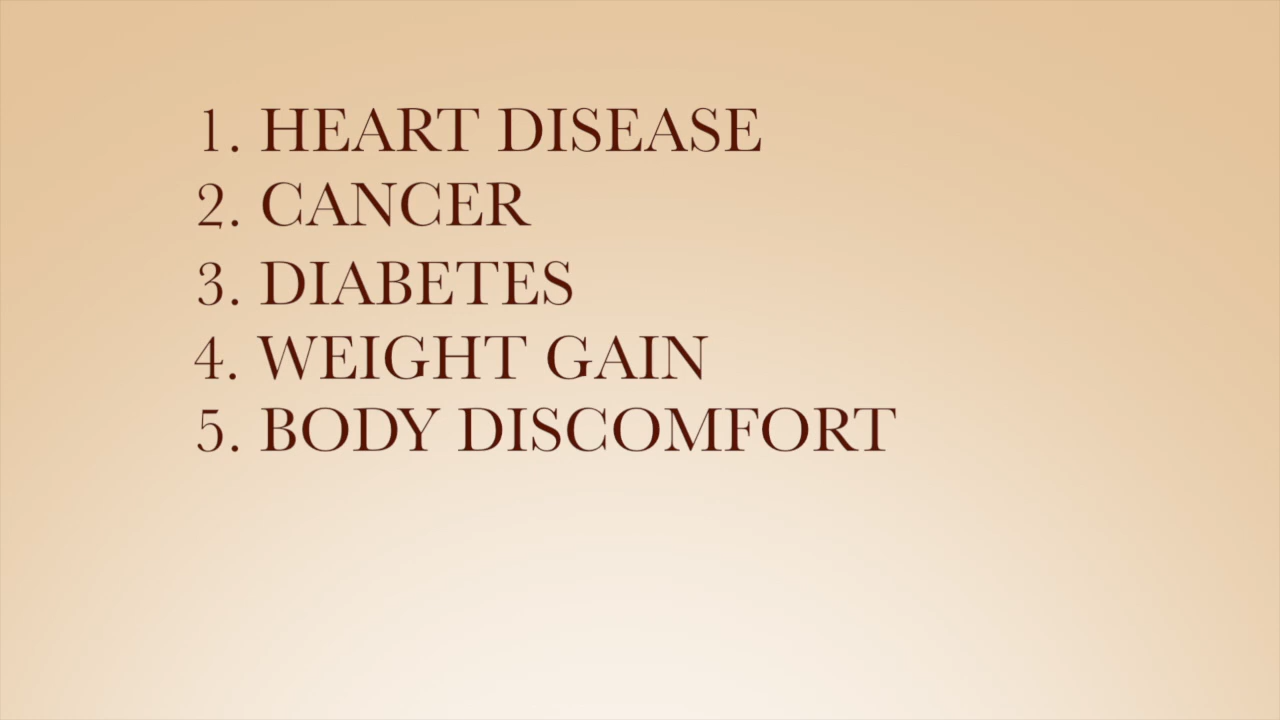 1. HEART DISEASE
2. CANCER
3. DIABETES
4. WEIGHT GAIN
5. BODY DISCOMFORT